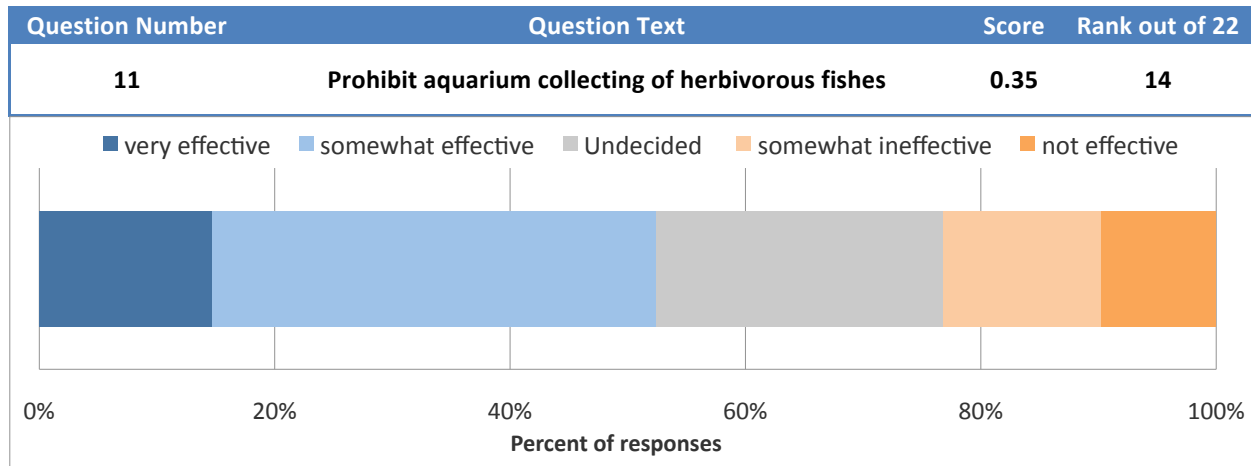 Question Number Question Text Score Rank out of 22
11 Prohibit aquarium collecting of herbivorous fishes 0.35 14
very effective somewhat effective Undecided somewhat ineffective not effective
0% 20% 40% 60% 80% 100%
Percent of responses